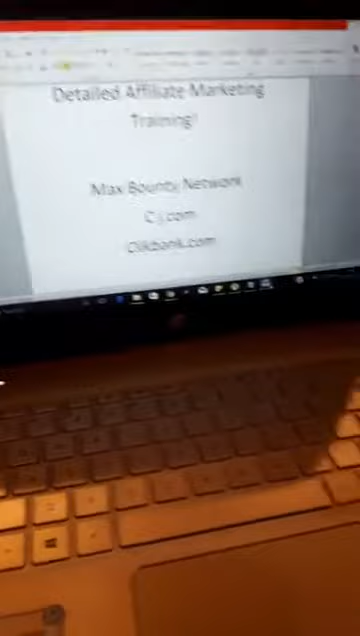 Detailed Affiliate Marketing
Training!
Max Bounty Network
Cj.com
Clikbank.com